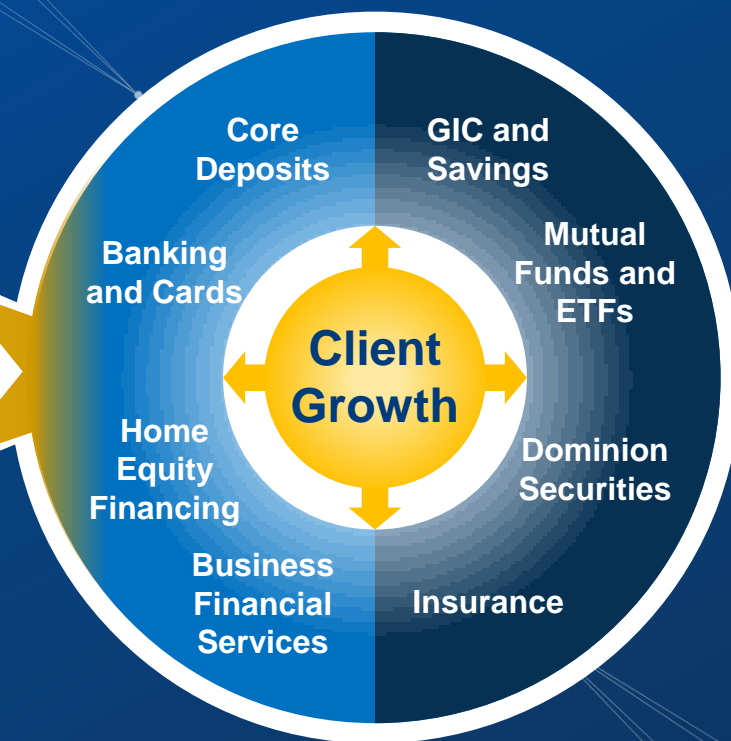 Core
Deposits
GIC and
Savings
Banking
and Cards
Mutual
Funds and
ETFs
Client
Growth
Home
Equity
Financing
Dominion
Securities
Business
Financial
Services
Insurance